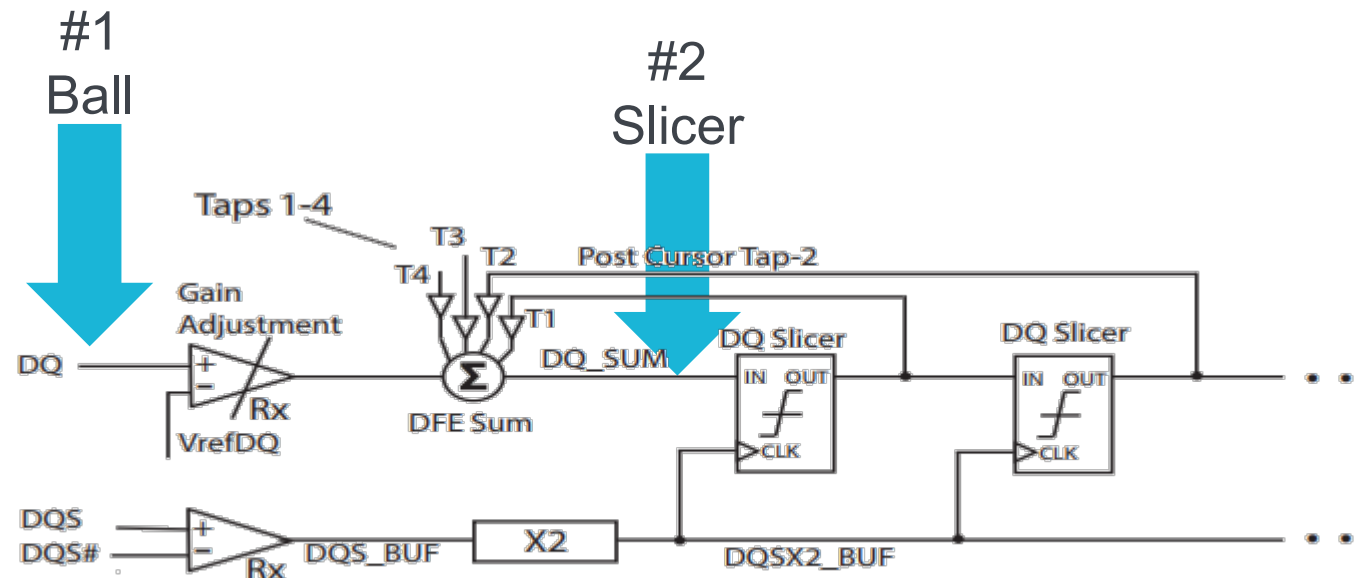 #1
Ball
#2
Slicer
Taps 1-4
T3
T2
Post Cursor Tap-2
T4
Gain
Adjustment
T1
DQ Slicer
DQ Slicer
DQ
+
−
Rx
Σ
DQ_SUM
IN OUT
CLK
IN OUT
CLK
DFE Sum
VrefDQ
DQS
DQS#
+
−
Rx
DQS_BUF
X2
DQSX2_BUF